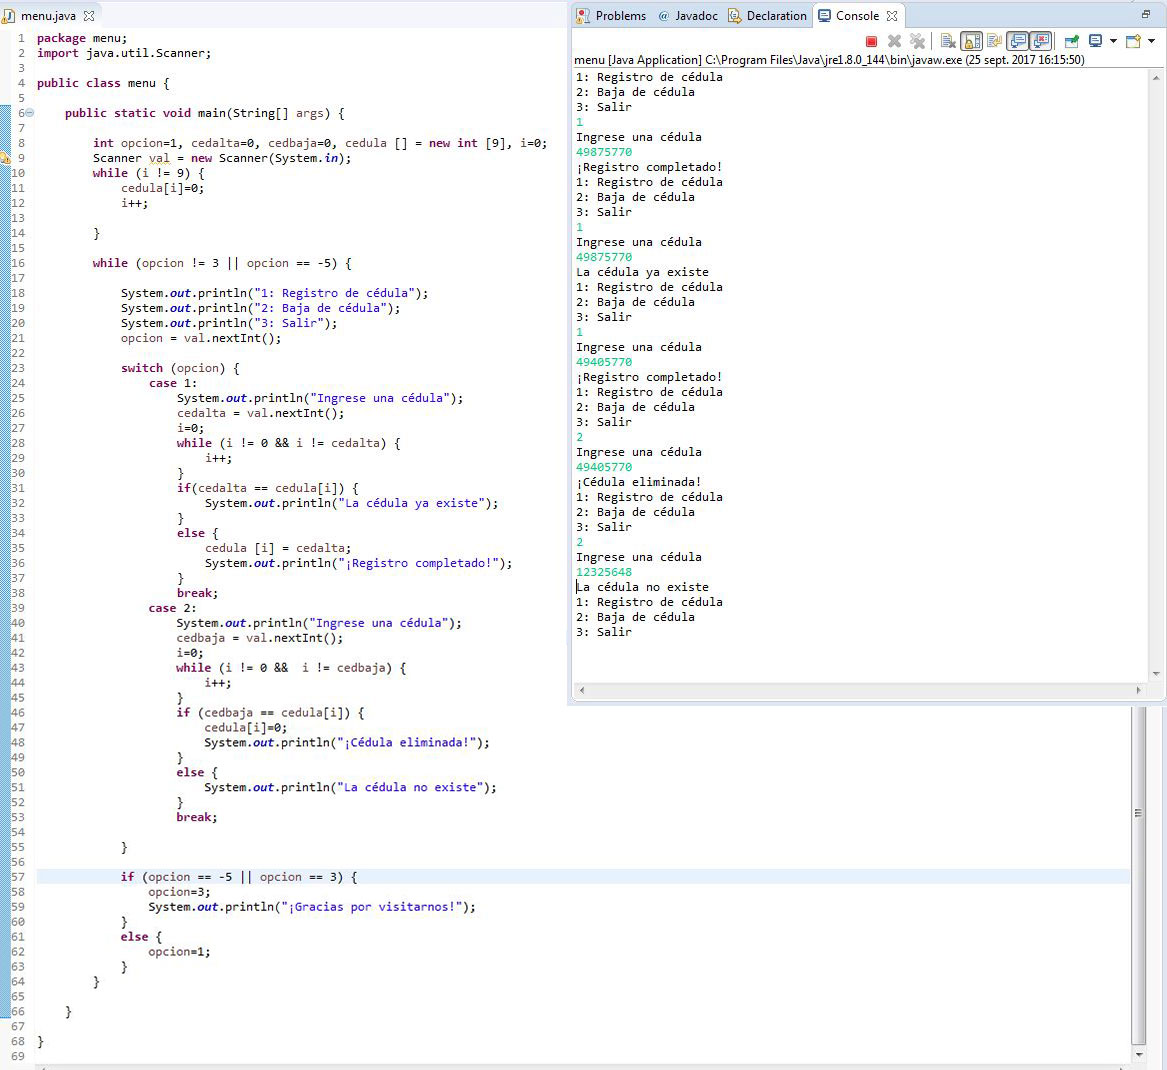 menu.java
1 package menu;
2 import java.util.Scanner;
3
4 public class menu {
5
6 public static void main(String[] args) {
7
8 int opcion=1, cedalta=0, cedbaja=0, cedula [] = new int [9], i=0;
9 Scanner val = new Scanner(System.in);
10 while (i != 9) {
11 cedula[i]=0;
12 i++;
13
14 }
15
16 while (opcion != 3 || opcion == -5) {
17
18 System.out.println("1: Registro de cédula");
19 System.out.println("2: Baja de cédula");
20 System.out.println("3: Salir");
21 opcion = val.nextInt();
22
23 switch (opcion) {
24 case 1:
25 System.out.println("Ingrese una cédula");
26 cedalta = val.nextInt();
27 i=0;
28 while (i != 0 && i != cedalta) {
29 i++;
30 }
31 if(cedalta == cedula[i]) {
32 System.out.println("La cédula ya existe");
33 }
34 else {
35 cedula [i] = cedalta;
36 System.out.println("¡Registro completado!");
37 }
38 break;
39 case 2:
40 System.out.println("Ingrese una cédula");
41 cedbaja = val.nextInt();
42 i=0;
43 while (i != 0 &&  i != cedbaja) {
44 i++;
45 }
46 if (cedbaja == cedula[i]) {
47 cedula[i]=0;
48 System.out.println("¡Cédula eliminada!");
49 }
50 else {
51 System.out.println("La cédula no existe");
52 }
53 break;
54
55 }
56
57 if (opcion == -5 || opcion == 3) {
58 opcion=3;
59 System.out.println("¡Gracias por visitarnos!");
60 }
61 else {
62 opcion=1;
63 }
64 }
65
66 }
67
68 }
69
Problems @ Javadoc Declaration Console
menu [Java Application] C:\Program Files\Java\jre1.8.0_144\bin\javaw.exe (25 sept. 2017 16:15:50)
1: Registro de cédula
2: Baja de cédula
3: Salir
1
Ingrese una cédula
49875770
¡Registro completado!
1: Registro de cédula
2: Baja de cédula
3: Salir
1
Ingrese una cédula
49875770
La cédula ya existe
1: Registro de cédula
2: Baja de cédula
3: Salir
1
Ingrese una cédula
49405770
¡Registro completado!
1: Registro de cédula
2: Baja de cédula
3: Salir
2
Ingrese una cédula
49405770
¡Cédula eliminada!
1: Registro de cédula
2: Baja de cédula
3: Salir
2
Ingrese una cédula
12325648
La cédula no existe
1: Registro de cédula
2: Baja de cédula
3: Salir